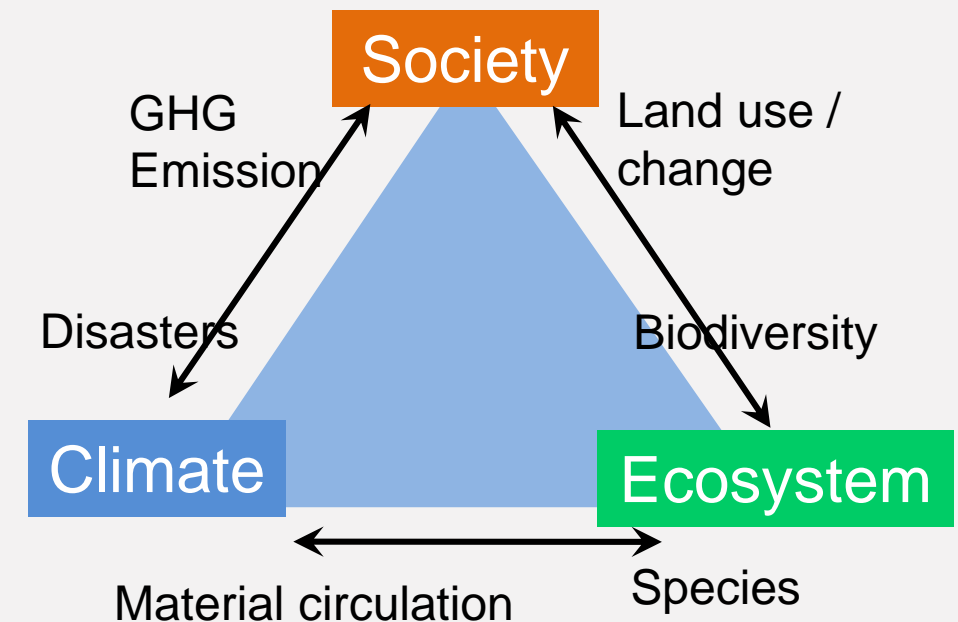 Society
GHG
Emission
Land use /
change
Disasters
Biodiversity
Climate
Ecosystem
Material circulation
Species